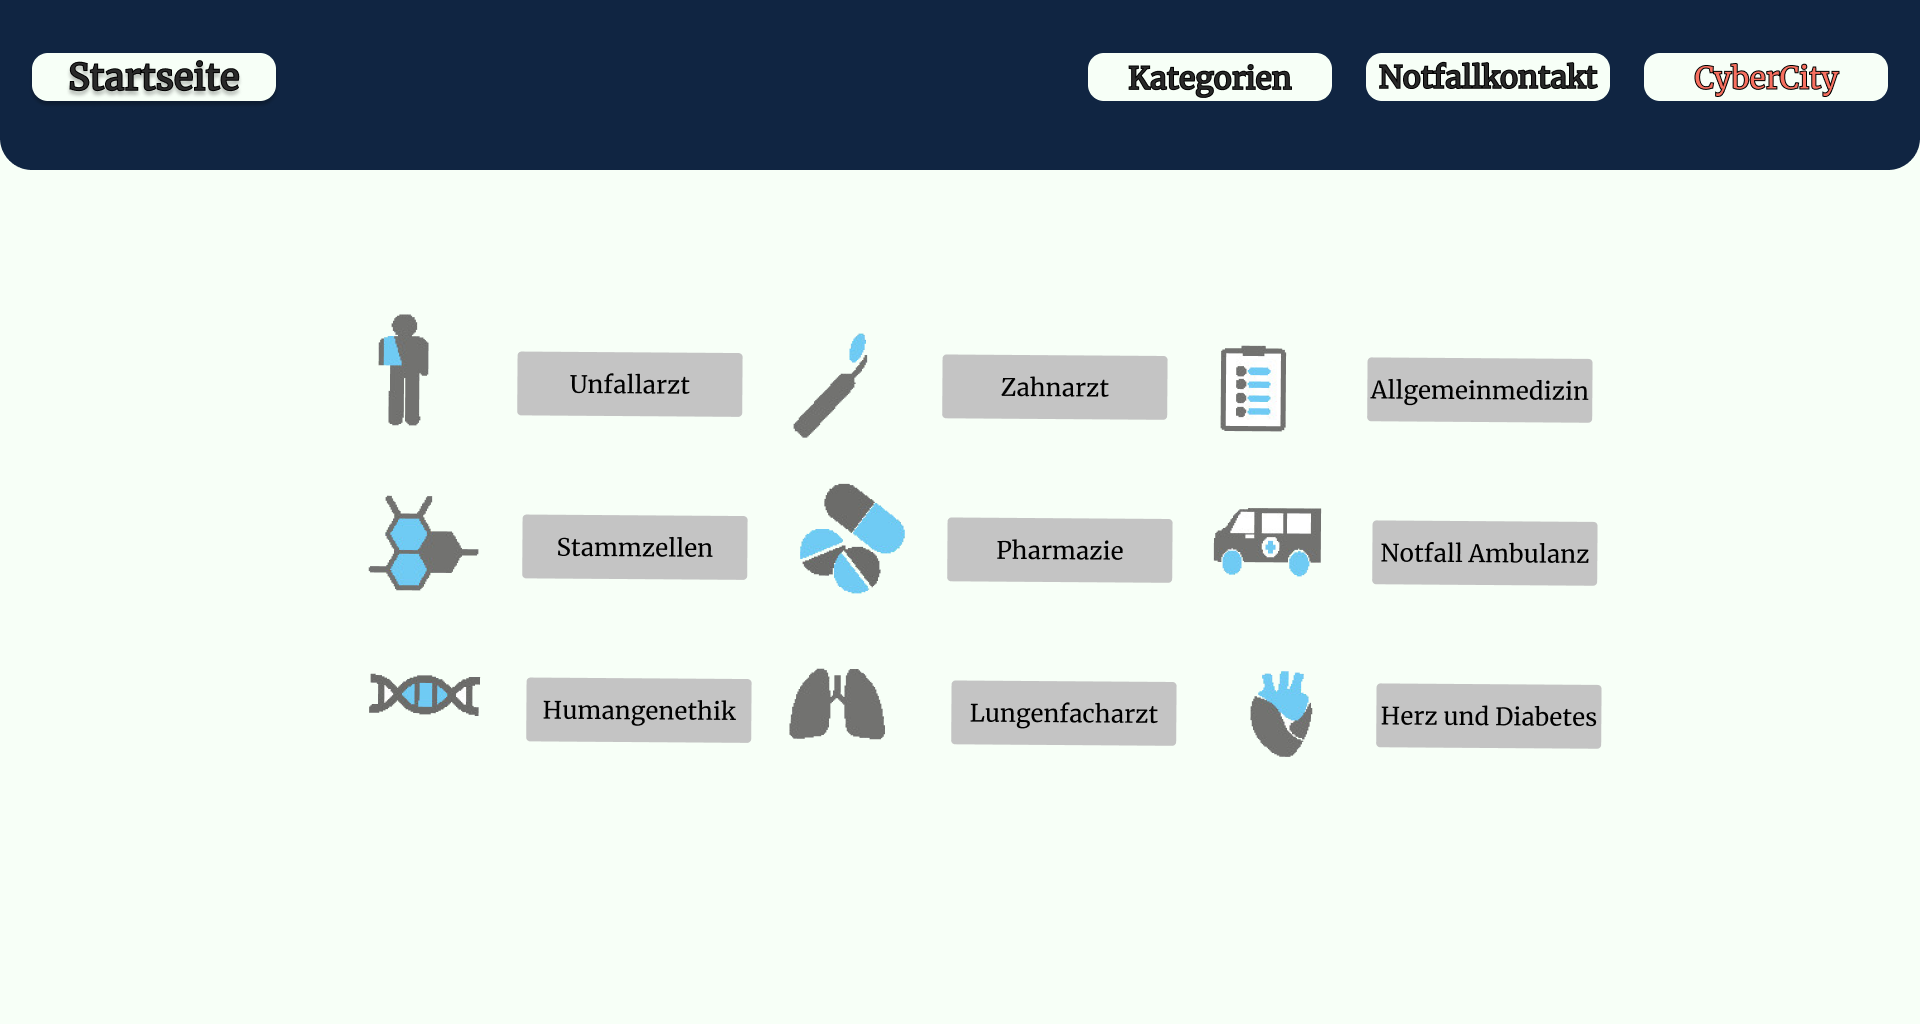 Startseite
Kategorien
Notfallkontakt
CyberCity
Unfallarzt
Zahnarzt
Allgemeinmedizin
Stammzellen
Pharmazie
Notfall Ambulanz
Humangenethik
Lungenfacharzt
Herz und Diabetes